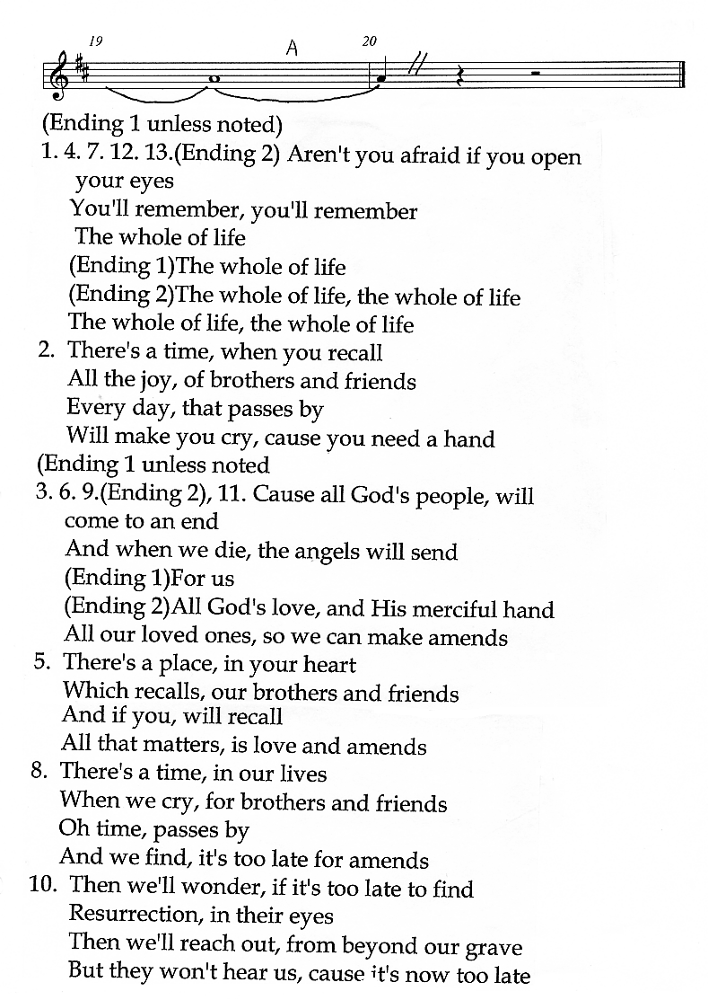 19 A 20
(Ending 1 unless noted)
1. 4. 7. 12. 13.(Ending 2) Aren't you afraid if you open
your eyes
You'll remember, you'll remember
The whole of life
(Ending 1)The whole of life
(Ending 2)The whole of life, the whole of life
The whole of life, the whole of life
2. There's a time, when you recall
All the joy, of brothers and friends
Every day, that passes by
Will make you cry, cause you need a hand
(Ending 1 unless noted
3. 6. 9.(Ending 2), 11. Cause all God's people, will
come to an end
And when we die, the angels will send
(Ending 1)For us
(Ending 2)All God's love, and His merciful hand
All our loved ones, so we can make amends
5. There's a place, in your heart
Which recalls, our brothers and friends
And if you, will recall
All that matters, is love and amends
8. There's a time, in our lives
When we cry, for brothers and friends
Oh time, passes by
And we find, it's too late for amends
10. Then we'll wonder, if it's too late to find
Resurrection, in their eyes
Then we'll reach out, from beyond our grave
But they won't hear us, cause it's now too late